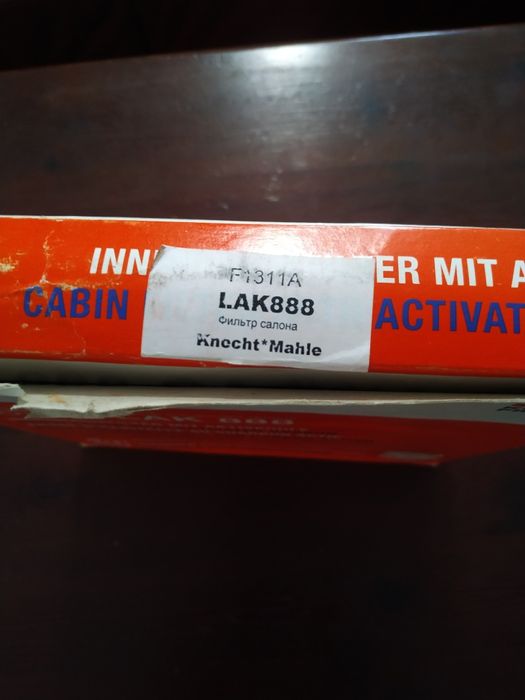 INN ER MIT A
CABIN ACTIVAT
F1311A
LAK888
Фильтр салона
Knecht*Mahle